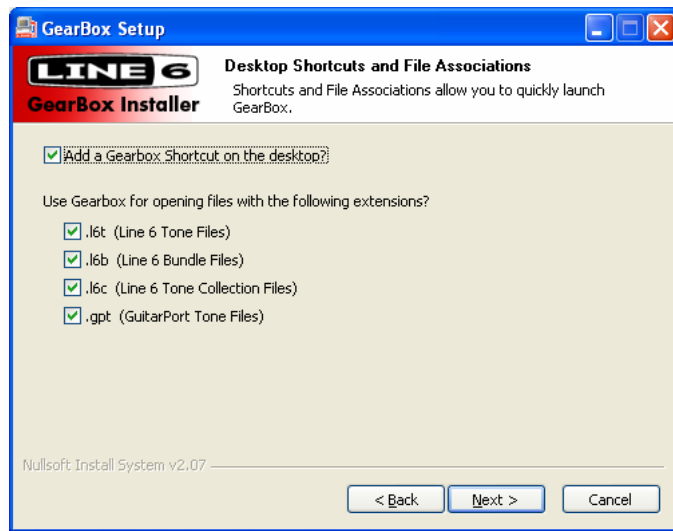 GearBox Setup
LINE 6
GearBox Installer
Desktop Shortcuts and File Associations
Shortcuts and File Associations allow you to quickly launch
GearBox.
Add a Gearbox Shortcut on the desktop?
Use Gearbox for opening files with the following extensions?
.l6t (Line 6 Tone Files)
.l6b (Line 6 Bundle Files)
.l6c (Line 6 Tone Collection Files)
.gpt (GuitarPort Tone Files)
Nullsoft Install System v2.07
< Back
Next >
Cancel